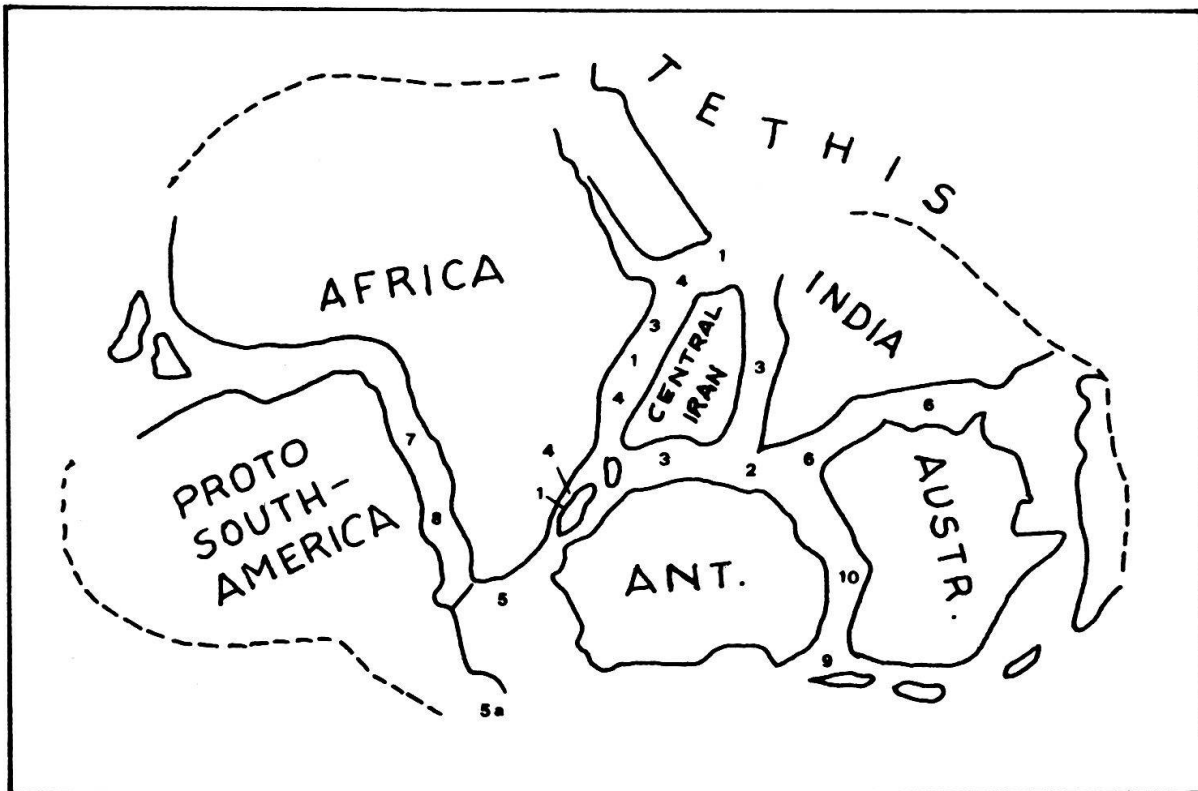 TETHIS
AFRICA
INDIA
CENTRAL
IRAN
PROTO
SOUTH-
AMERICA
ANT.
AUSTR.
1
4
3
1
4
3
3
2
6
6
4
1
7
8
5
5a
10
9